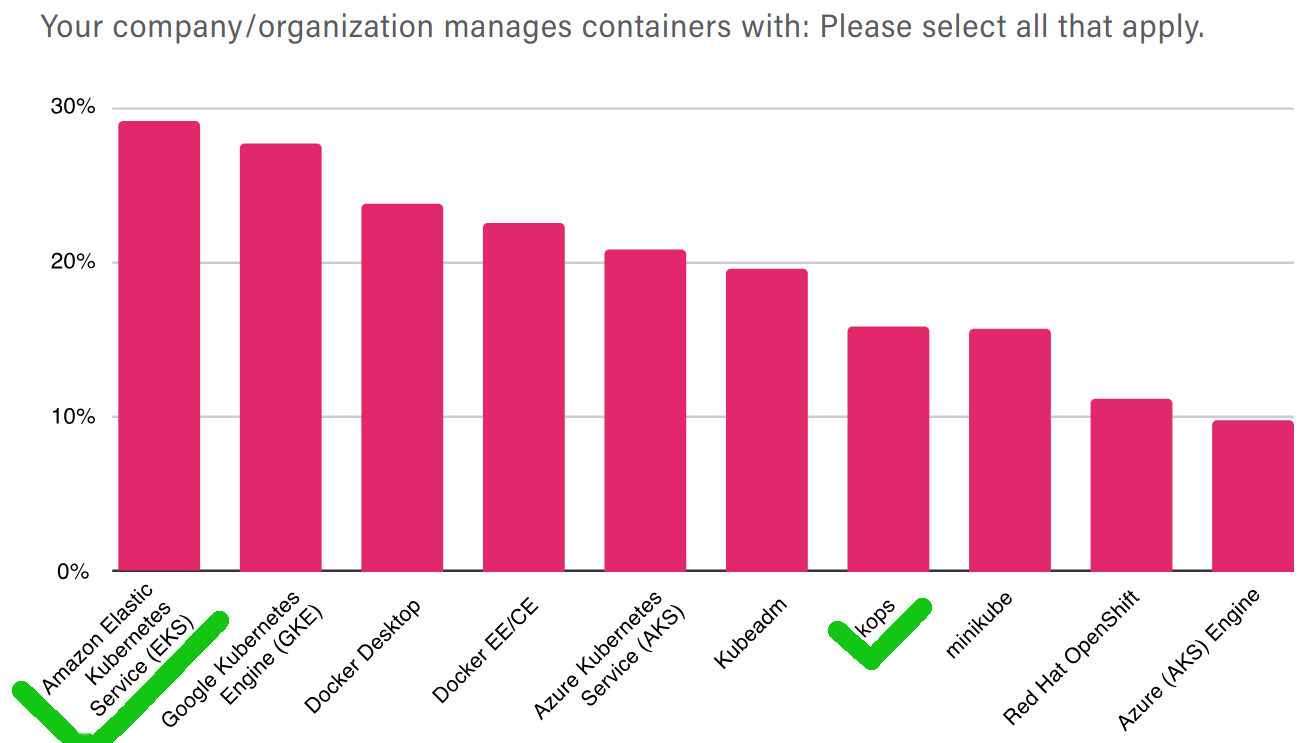 Your company/organization manages containers with: Please select all that apply.
30%
20%
10%
0%
Amazon Elastic
Kubernetes
Service (EKS)
Google Kubernetes
Engine (GKE)
Docker Desktop
Docker EE/CE
Azure Kubernetes
Service (AKS)
Kubeadm
kops
minikube
Red Hat OpenShift
Azure (AKS) Engine